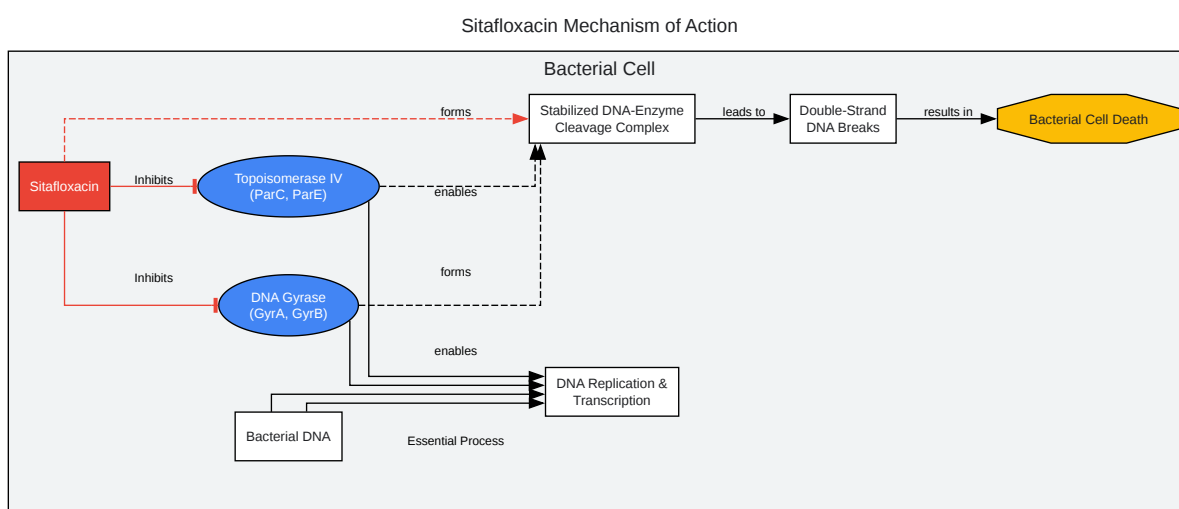 Sitafloxacin Mechanism of Action
Bacterial Cell
forms
Stabilized DNA-Enzyme
Cleavage Complex
leads to
Double-Strand
DNA Breaks
results in
Bacterial Cell Death
Sitafloxacin
Inhibits
Topoisomerase IV
(ParC, ParE)
enables
Inhibits
DNA Gyrase
(GyrA, GyrB)
forms
enables
DNA Replication &
Transcription
Bacterial DNA
Essential Process